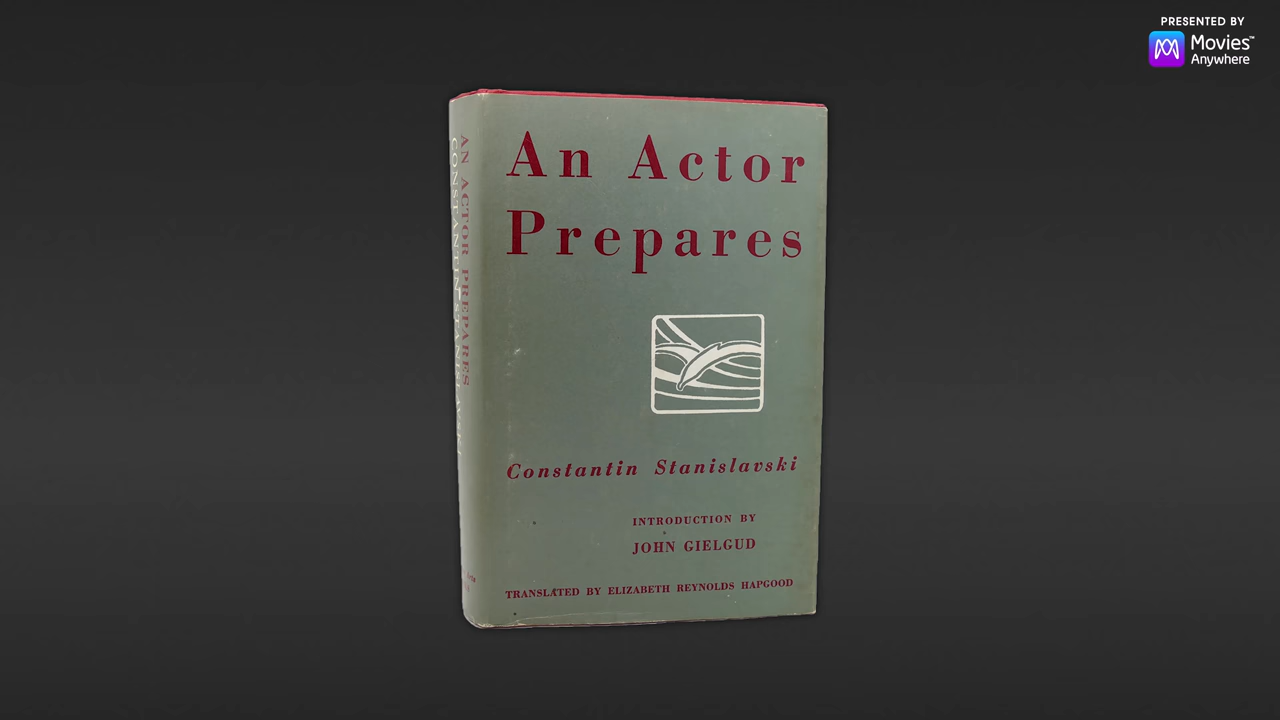 PRESENTED BY
Movies™
Anywhere
An Actor
Prepares
Constantin Stanislavski
INTRODUCTION BY
JOHN GIELGUD
TRANSLATED BY ELIZABETH REYNOLDS HAPGOOD
AN ACTOR PREPARES
CONSTANTIN STANISLAVSKI